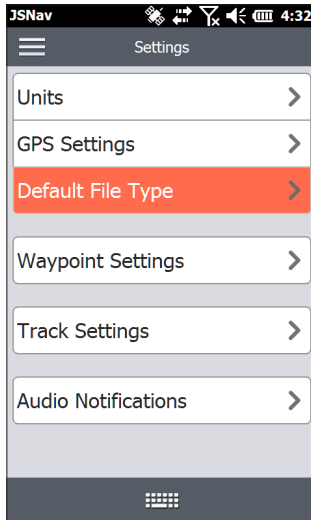 JSNav 4:32
Settings
Units
GPS Settings
Default File Type
Waypoint Settings
Track Settings
Audio Notifications